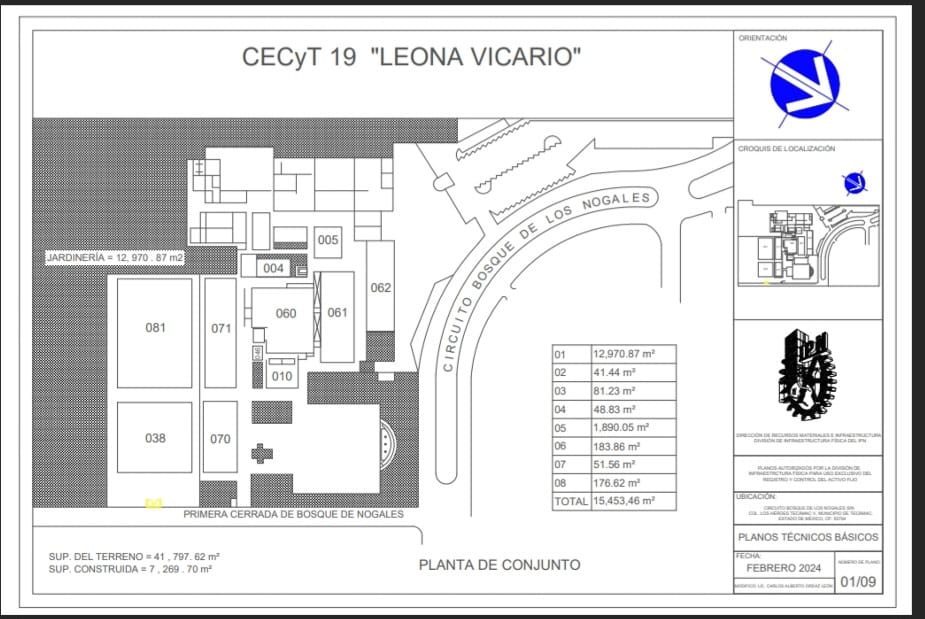 CECyT 19 "LEONA VICARIO"
ORIENTACIÓN
CROQUIS DE LOCALIZACIÓN
CIRCUITO BOSQUE DE LOS NOGALES
005
JARDINERÍA = 12, 970 . 87 m2
004
062
060
061
081
071
010
038
070
01 12,970.87 m²
02 41.44 m²
03 81.23 m²
04 48.83 m²
05 1,890.05 m²
06 183.86 m²
07 51.56 m²
08 176.62 m²
TOTAL 15,453,46 m²
PRIMERA CERRADA DE BOSQUE DE NOGALES
SUP. DEL TERRENO = 41 , 797. 62 m²
SUP. CONSTRUIDA = 7 , 269 . 70 m²
PLANTA DE CONJUNTO
IPN
DIRECCIÓN DE RECURSOS MATERIALES E INFRAESTRUCTURA
DIVISIÓN DE INFRAESTRUCTURA FÍSICA DEL IPN
PLANOS AUTORIZADOS POR LA DIVISIÓN DE
INFRAESTRCTURA FÍSICA PARA USO EXCLUSIVO DEL
REGISTRO Y CONTROL DEL ACTIVO FIJO
UBICACIÓN:
CIRCUITO BOSQUE DE LOS NOGALES S/N
COL. LOS HÉROES TECÁMAC II, MUNICIPIO DE TECÁMAC
ESTADO DE MÉXICO, CP.
PLANOS TÉCNICOS BÁSICOS
FECHA:
FEBRERO 2024
NÚMERO DE PLANO
01/09
MODIFICÓ: LIC. CARLOS ALBERTO ORDAZ LEÓN